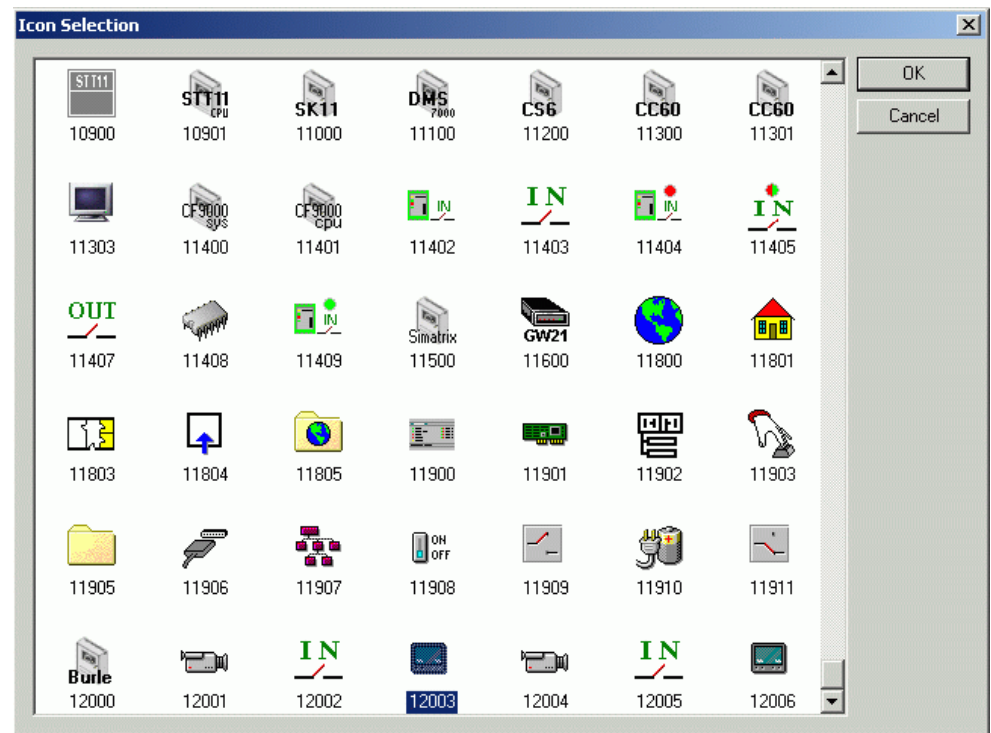 Icon Selection
OK
Cancel
STT11
STT11 CPU
SK11
DMS 7000
CS6
CC60
CC60
10900 10901 11000 11100 11200 11300 11301
CF9000 sys
CF9000 cpu
IN
IN
IN
IN
11303 11400 11401 11402 11403 11404 11405
OUT
IN
Simatrix
GW21
11407 11408 11409 11500 11600 11800 11801
11803 11804 11805 11900 11901 11902 11903
ON
OFF
11905 11906 11907 11908 11909 11910 11911
Burle
IN
IN
12000 12001 12002 12003 12004 12005 12006